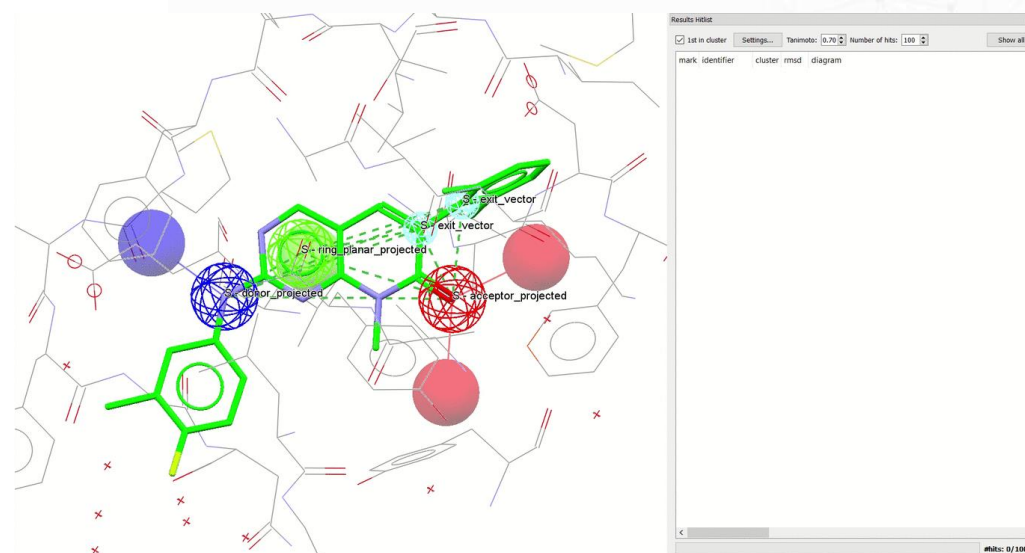 Results Hitlist
1st in cluster Settings... Tanimoto: 0.70 Number of hits: 100 Show all
mark identifier cluster rmsd diagram
S - exit_vector
S - exit_vector
S - ring_planar_projected
S - donor_projected
S - acceptor_projected
#hits: 0/100